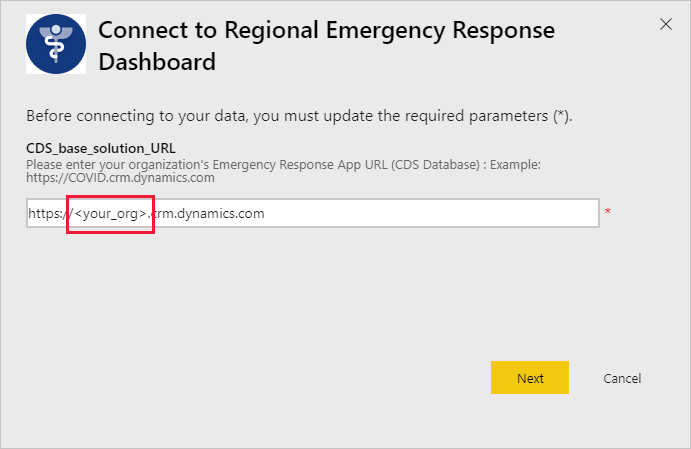 Connect to Regional Emergency Response
Dashboard
Before connecting to your data, you must update the required parameters (*).
CDS_base_solution_URL
Please enter your organization's Emergency Response App URL (CDS Database) : Example:
https://COVID.crm.dynamics.com
https://<your_org>.crm.dynamics.com *
Next Cancel